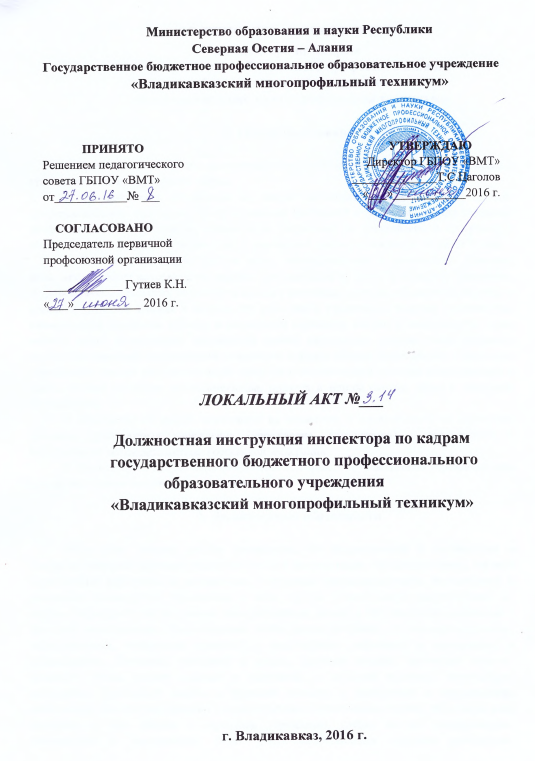 Министерство образования и науки Республики
Северная Осетия – Алания
Государственное бюджетное профессиональное образовательное учреждение
«Владикавказский многопрофильный техникум»
ПРИНЯТО
Решением педагогического
совета ГБПОУ «ВМТ»
от 27.06.16 № 8
УТВЕРЖДАЮ
Директор ГБПОУ «ВМТ»
Т.С. Цаголов
2016 г.
СОГЛАСОВАНО
Председатель первичной
профсоюзной организации
Гутиев К.Н.
«27» июня 2016 г.
ЛОКАЛЬНЫЙ АКТ № 3.14
Должностная инструкция инспектора по кадрам
государственного бюджетного профессионального
образовательного учреждения
«Владикавказский многопрофильный техникум»
г. Владикавказ, 2016 г.